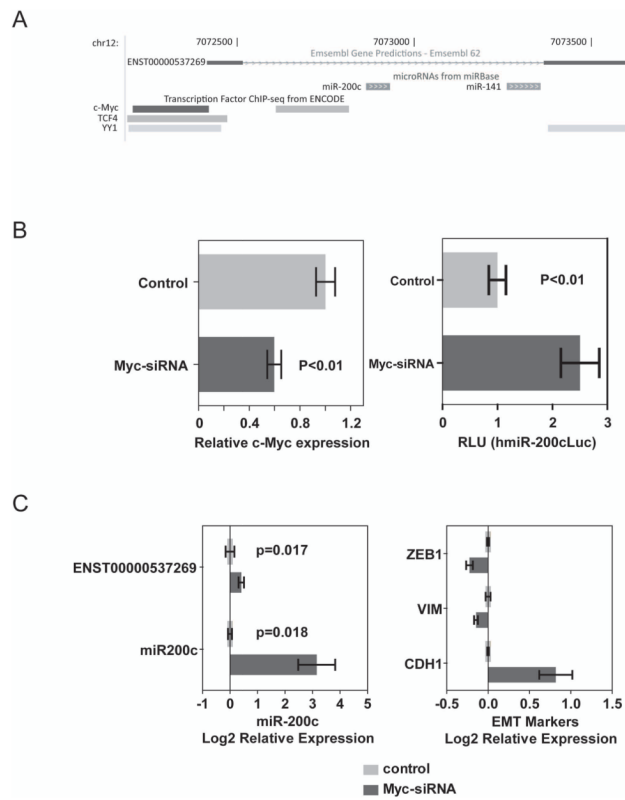 A
chr12: 7072500 7073000 7073500
Emsembl Gene Predictions - Emsembl 62
ENST00000537269
microRNAs from miRBase
miR-200c >>>> miR-141 >>>>>>
Transcription Factor ChIP-seq from ENCODE
c-Myc
TCF4
YY1
B
Control
Myc-siRNA P<0.01
0 0.4 0.8 1.2
Relative c-Myc expression
Control P<0.01
Myc-siRNA
0 1 2 3
RLU (hmiR-200cLuc)
C
p=0.017
ENST00000537269
p=0.018
miR200c
-1 0 1 2 3 4 5
miR-200c
Log2 Relative Expression
ZEB1
VIM
CDH1
-0.5 0.0 0.5 1.0 1.5
EMT Markers
Log2 Relative Expression
control
Myc-siRNA